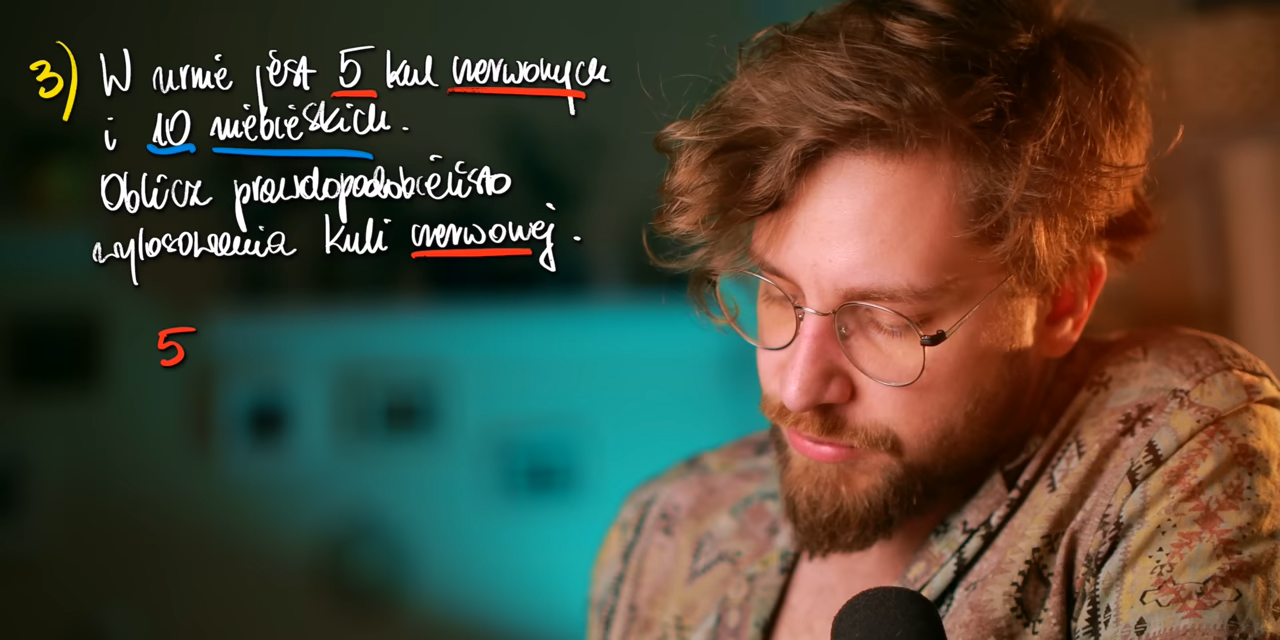 3) W urnie jest 5 kul czerwonych
i 10 niebieskich.
Oblicz prawdopodobieństwo
wylosowania kuli czerwonej.
5